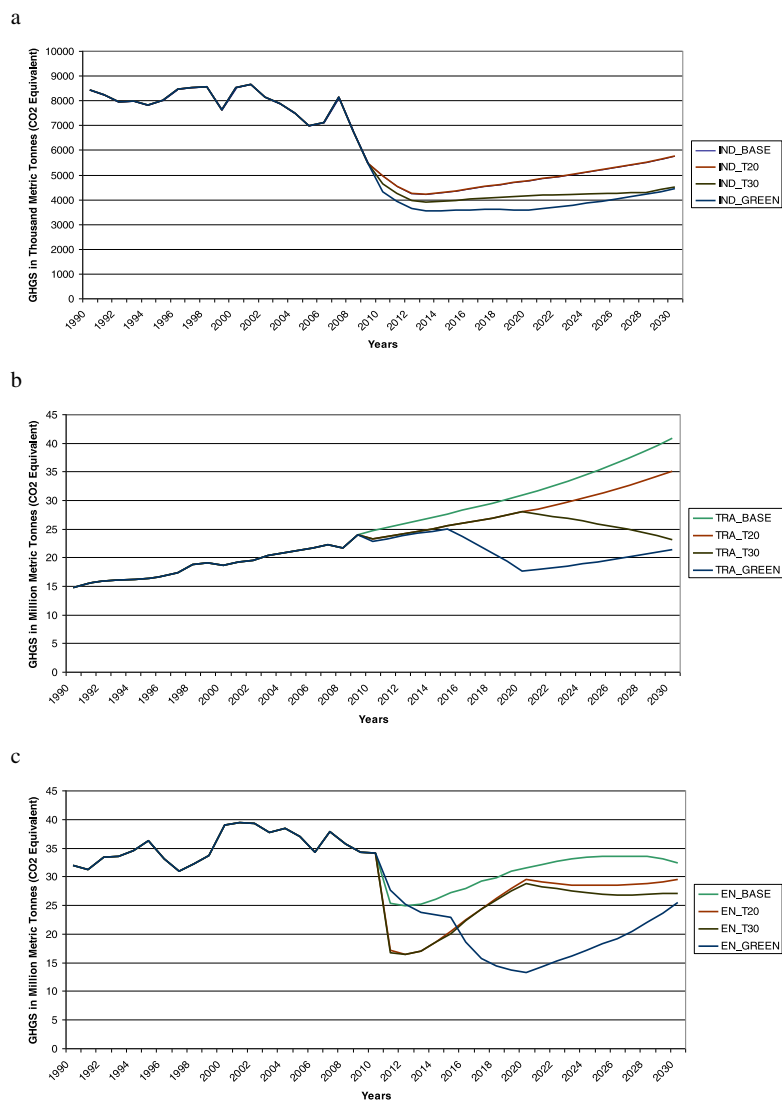 a
GHGS in Thousand Metric Tonnes (CO2 Equivalent)
10000
9000
8000
7000
6000
5000
4000
3000
2000
1000
0
1990 1992 1994 1996 1998 2000 2002 2004 2006 2008 2010 2012 2014 2016 2018 2020 2022 2024 2026 2028 2030
Years
IND_BASE
IND_T20
IND_T30
IND_GREEN
b
GHGS in Million Metric Tonnes (CO2 Equivalent)
45
40
35
30
25
20
15
10
5
0
1990 1992 1994 1996 1998 2000 2002 2004 2006 2008 2010 2012 2014 2016 2018 2020 2022 2024 2026 2028 2030
Years
TRA_BASE
TRA_T20
TRA_T30
TRA_GREEN
c
GHGS in Million Metric Tonnes (CO2 Equivalent)
45
40
35
30
25
20
15
10
5
0
1990 1992 1994 1996 1998 2000 2002 2004 2006 2008 2010 2012 2014 2016 2018 2020 2022 2024 2026 2028 2030
Years
EN_BASE
EN_T20
EN_T30
EN_GREEN